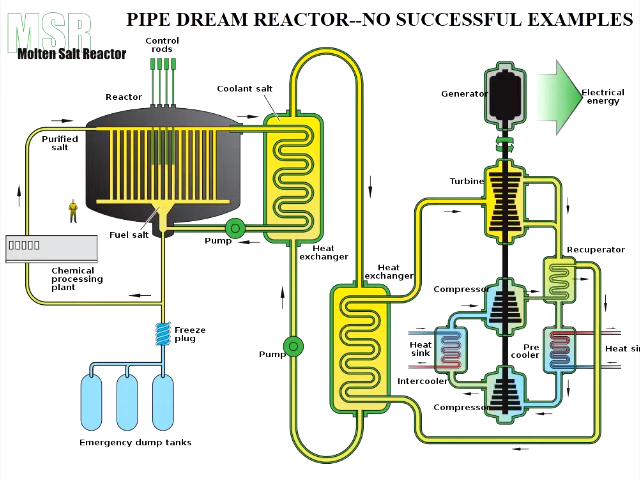 PIPE DREAM REACTOR--NO SUCCESSFUL EXAMPLES
MSR
Molten Salt Reactor
Control
rods
Reactor
Coolant salt
Generator
Electrical
energy
Purified
salt
Turbine
Fuel salt
Pump
Heat
exchanger
Recuperator
Heat
exchanger
Chemical
processing
plant
Compressor
Freeze
plug
Pump
Heat
sink
Pre
cooler
Heat si
Intercooler
Compressor
Emergency dump tanks